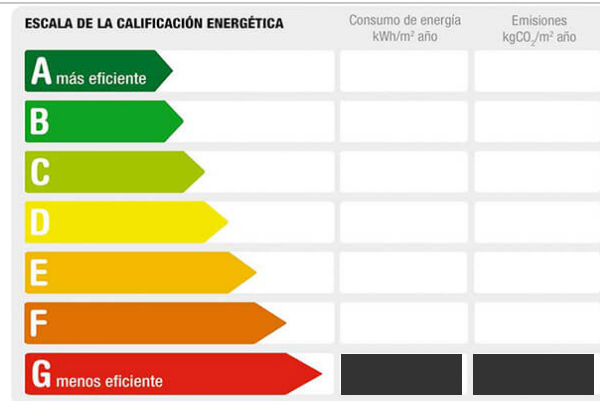 ESCALA DE LA CALIFICACIÓN ENERGÉTICA
Consumo de energía
kWh/m² año
Emisiones
kgCO₂/m² año
A más eficiente
B
C
D
E
F
G menos eficiente